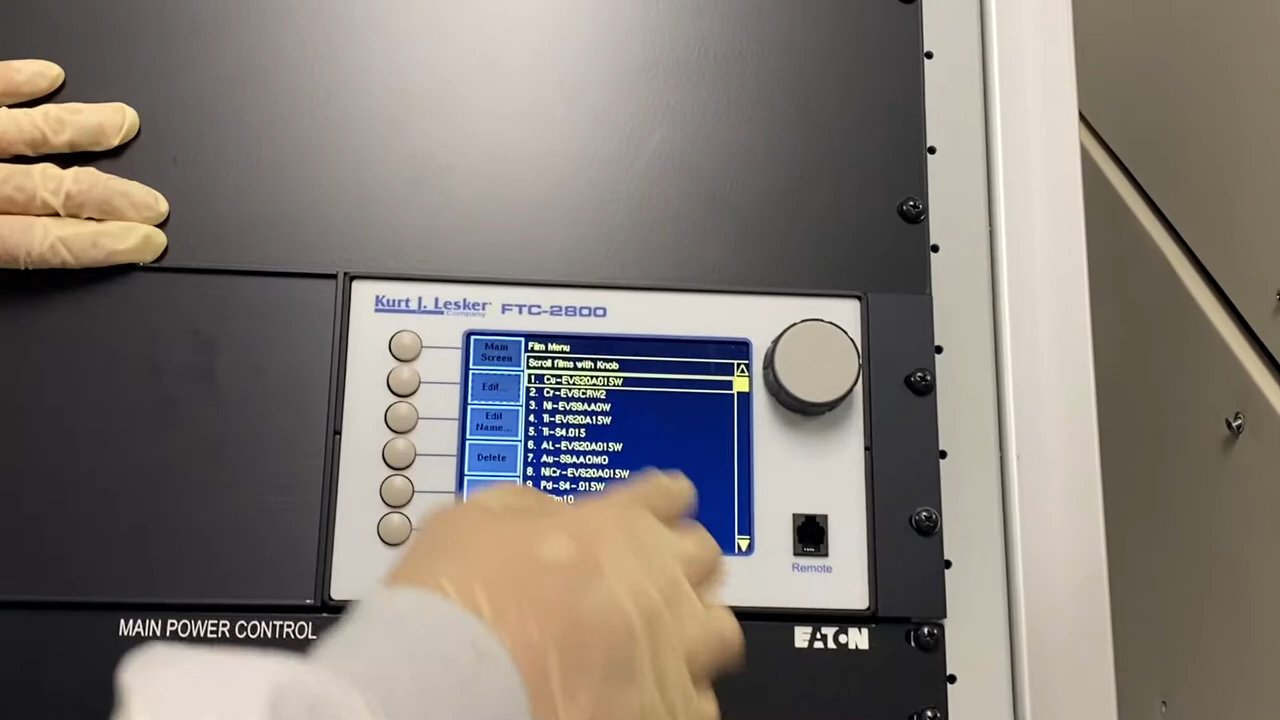 Kurt J. Lesker
Company
FTC-2800
Main
Screen
Edit...
Edit
Name...
Delete
Film Menu
Scroll films with Knob
1. Cu-EVS20A015W
2. Cr-EVSCRW2
3. Ni-EVS9AA0W
4. Ti-EVS20A15W
5. Ti-S4.015
6. AL-EVS20A015W
7. Au-S9AAOMO
8. NiCr-EVS20A015W
9. Pd-S4-.015W
Remote
MAIN POWER CONTROL
EATON